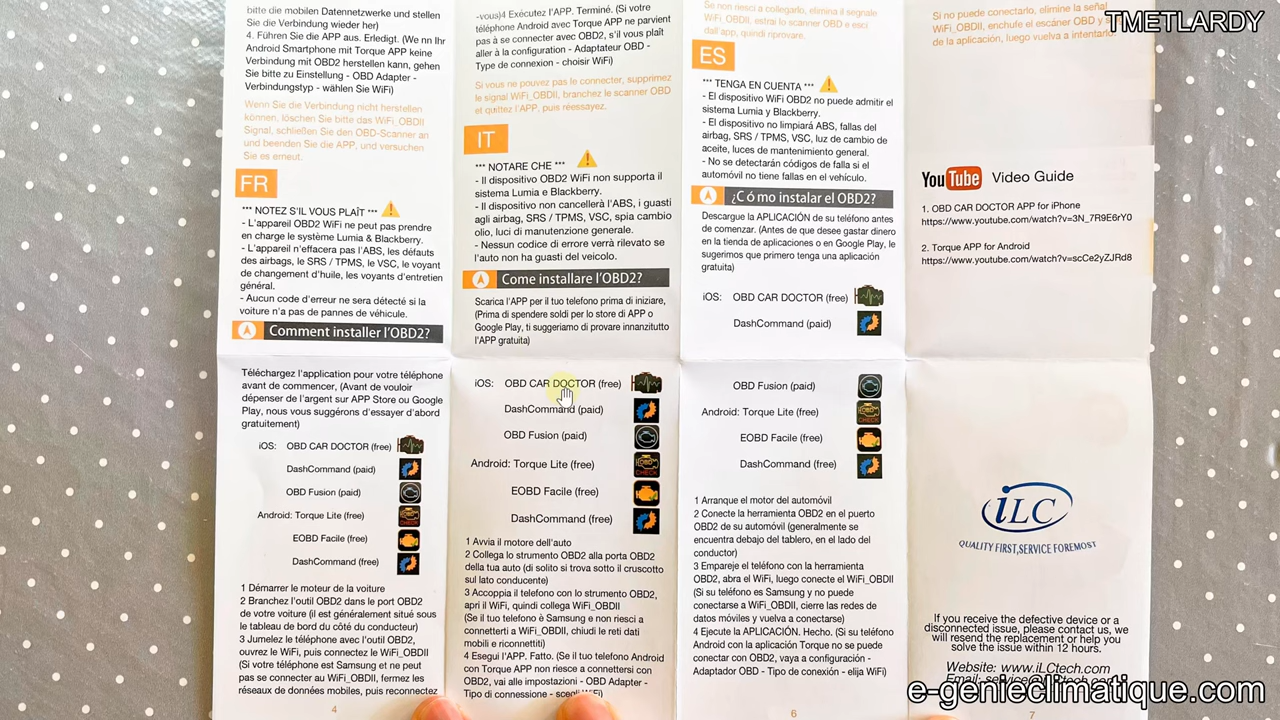 bitte die mobilen Datennetzwerke und stellen
Sie die Verbindung wieder her)
4. Führen Sie die APP aus. Erledigt. (We nn Ihr
Android Smartphone mit Torque APP keine
Verbindung mit OBD2 herstellen kann, gehen
Sie bitte zu Einstellung - OBD Adapter -
Verbindungstyp - wählen Sie WiFi)
Wenn Sie die Verbindung nicht herstellen
können, löschen Sie bitte das WiFi_OBDII
Signal, schließen Sie den OBD-Scanner an
und beenden Sie die APP, und versuchen
Sie es erneut.
FR
*** NOTEZ S'IL VOUS PLAÎT ***
- L'appareil OBD2 WiFi ne peut pas prendre
en charge le système Lumia & Blackberry.
- L'appareil n'effacera pas l'ABS, les défauts
des airbags, le SRS / TPMS, le VSC, le voyant
de changement d'huile, les voyants d'entretien
général.
- Aucun code d'erreur ne sera détecté si la
voiture n'a pas de pannes de véhicule.
Comment installer l'OBD2?
Téléchargez l'application pour votre téléphone
avant de commencer, (Avant de vouloir
dépenser de l'argent sur APP Store ou Google
Play, nous vous suggérons d'essayer d'abord
gratuitement)
iOS: OBD CAR DOCTOR (free)
DashCommand (paid)
OBD Fusion (paid)
Android: Torque Lite (free)
OBD
CHECK
EOBD Facile (free)
DashCommand (free)
1 Démarrer le moteur de la voiture
2 Branchez l'outil OBD2 dans le port OBD2
de votre voiture (il est généralement situé sous
le tableau de bord du côté du conducteur)
3 Jumelez le téléphone avec l'outil OBD2,
ouvrez le WiFi, puis connectez le WiFi_OBDII
(Si votre téléphone est Samsung et ne peut
pas se connecter au WiFi_OBDII, fermez les
réseaux de données mobiles, puis reconnectez
4
-vous)4 Exécutez l'APP. Terminé. (Si votre
téléphone Android avec Torque APP ne parvient
pas à se connecter avec OBD2, s'il vous plaît
aller à la configuration - Adaptateur OBD -
Type de connexion - choisir WiFi)
Si vous ne pouvez pas le connecter, supprimez
le signal WiFi_OBDII, branchez le scanner OBD
et quittez l'APP, puis réessayez.
IT
*** NOTARE CHE ***
- Il dispositivo OBD2 WiFi non supporta il
sistema Lumia e Blackberry.
- Il dispositivo non cancellerà l'ABS, i guasti
agli airbag, SRS / TPMS, VSC, spia cambio
olio, luci di manutenzione generale.
- Nessun codice di errore verrà rilevato se
l'auto non ha guasti del veicolo.
Come installare l'OBD2?
Scarica l'APP per il tuo telefono prima di iniziare,
(Prima di spendere soldi per lo store di APP o
Google Play, ti suggeriamo di provare innanzitutto
l'APP gratuita)
iOS: OBD CAR DOCTOR (free)
DashCommand (paid)
OBD Fusion (paid)
Android: Torque Lite (free)
OBD
CHECK
EOBD Facile (free)
DashCommand (free)
1 Avvia il motore dell'auto
2 Collega lo strumento OBD2 alla porta OBD2
della tua auto (di solito si trova sotto il cruscotto
sul lato conducente)
3 Accoppia il telefono con lo strumento OBD2,
apri il WiFi, quindi collega WiFi_OBDII
(Se il tuo telefono è Samsung e non riesci a
connetterti a WiFi_OBDII, chiudi le reti dati
mobili e riconnetiti)
4 Esegui l'APP. Fatto. (Se il tuo telefono Android
con Torque APP non riesce a connettersi con
OBD2, vai alle impostazioni - OBD Adapter -
Tipo di connessione - scegli WiFi)
Se non riesci a collegarlo, elimina il segnale
WiFi_OBDII, estrai lo scanner OBD e esci
dall'app, quindi riprovare.
ES
*** TENGA EN CUENTA ***
- El dispositivo WiFi OBD2 no puede admitir el
sistema Lumia y Blackberry.
- El dispositivo no limpiará ABS, fallas del
airbag, SRS / TPMS, VSC, luz de cambio de
aceite, luces de mantenimiento general.
- No se detectarán códigos de falla si el
automóvil no tiene fallas en el vehículo.
¿C ó mo instalar el OBD2?
Descargue la APLICACIÓN de su teléfono antes
de comenzar. (Antes de que desee gastar dinero
en la tienda de aplicaciones o en Google Play, le
sugerimos que primero tenga una aplicación
gratuita)
iOS: OBD CAR DOCTOR (free)
DashCommand (paid)
OBD Fusion (paid)
Android: Torque Lite (free)
OBD
CHECK
EOBD Facile (free)
DashCommand (free)
1 Arranque el motor del automóvil
2 Conecte la herramienta OBD2 en el puerto
OBD2 de su automóvil (generalmente se
encuentra debajo del tablero, en el lado del
conductor)
3 Empareje el teléfono con la herramienta
OBD2, abra el WiFi, luego conecte el WiFi_OBDII
(Si su teléfono es Samsung y no puede
conectarse a WiFi_OBDII, cierre las redes de
datos móviles y vuelva a conectarse)
4 Ejecute la APLICACIÓN. Hecho. (Si su teléfono
Android con la aplicación Torque no se puede
conectar con OBD2, vaya a configuración -
Adaptador OBD - Tipo de conexión - elija WiFi)
6
Si no puede conectarlo, elimine la señal
WiFi_OBDII, enchufe el escáner OBD y
de la aplicación, luego vuelva a intentarlo.
TMETLARDY
YouTube Video Guide
1. OBD CAR DOCTOR APP for iPhone
https://www.youtube.com/watch?v=3N_7R9E6rY0
2. Torque APP for Android
https://www.youtube.com/watch?v=scCe2yZJRd8
iLC
QUALITY FIRST,SERVICE FOREMOST
If you receive the defective device or a
disconnected issue, please contact us, we
will resend the replacement or help you
solve the issue within 12 hours.
Website: www.iLCtech.com
7
e-genieclimatique.com